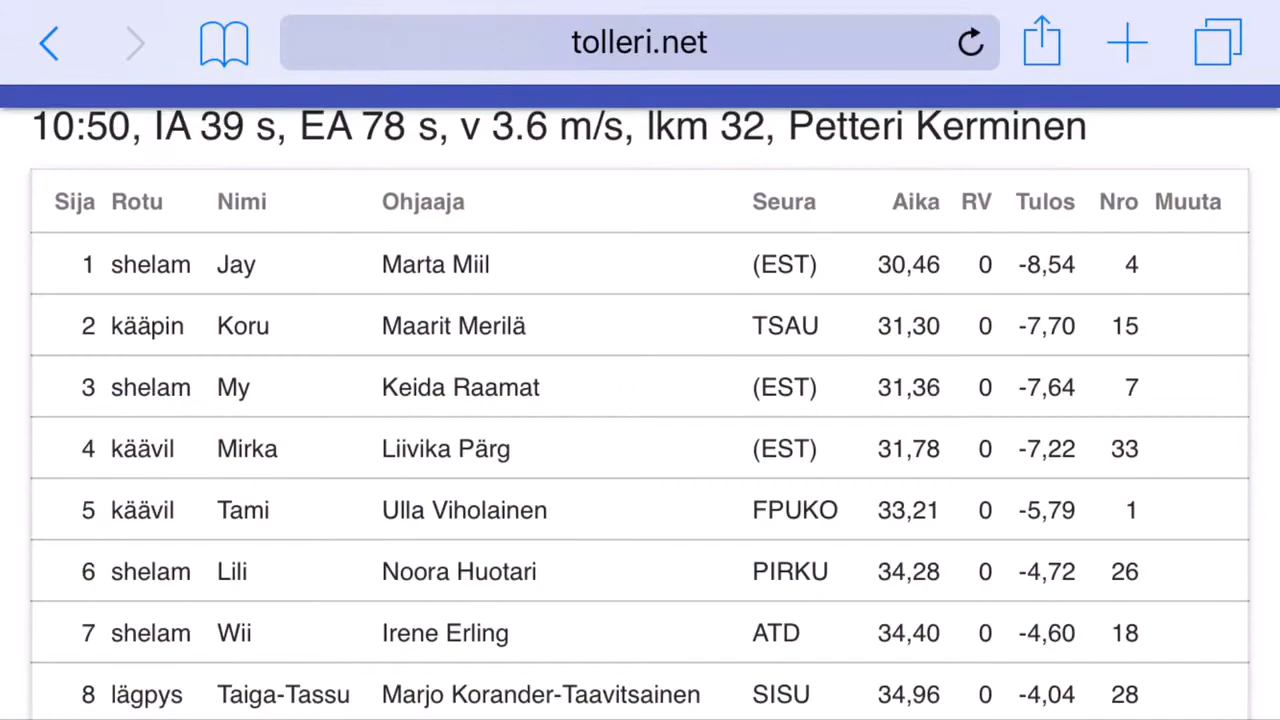 tolleri.net
10:50, IA 39 s, EA 78 s, v 3.6 m/s, lkm 32, Petteri Kerminen
Sija Rotu Nimi Ohjaaja Seura Aika RV Tulos Nro Muuta
1 shelam Jay Marta Miil (EST) 30,46 0 -8,54 4
2 kääpin Koru Maarit Merilä TSAU 31,30 0 -7,70 15
3 shelam My Keida Raamat (EST) 31,36 0 -7,64 7
4 käävil Mirka Liivika Pärg (EST) 31,78 0 -7,22 33
5 käävil Tami Ulla Viholainen FPUKO 33,21 0 -5,79 1
6 shelam Lili Noora Huotari PIRKU 34,28 0 -4,72 26
7 shelam Wii Irene Erling ATD 34,40 0 -4,60 18
8 lägpys Taiga-Tassu Marjo Korander-Taavitsainen SISU 34,96 0 -4,04 28